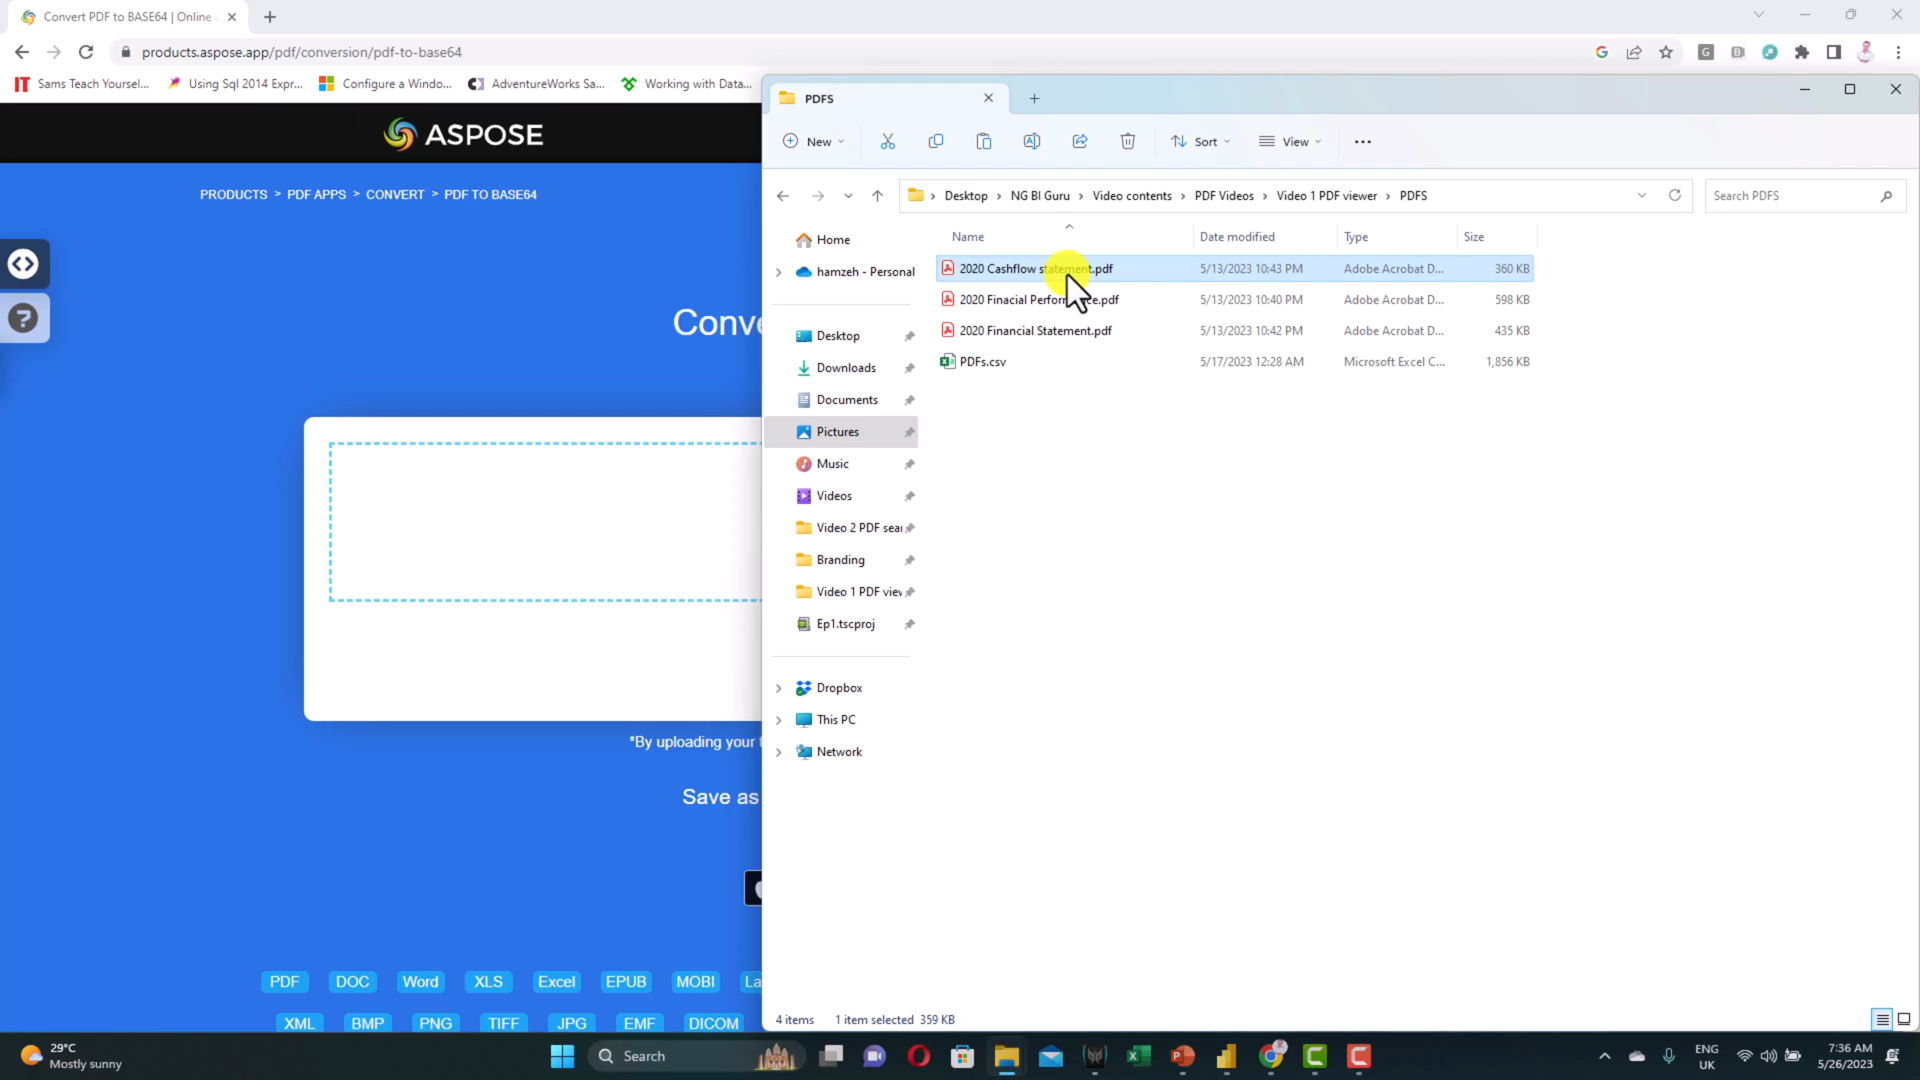 Convert PDF to BASE64 | Online
products.aspose.app/pdf/conversion/pdf-to-base64
Sams Teach Yoursel...
Using Sql 2014 Expr...
Configure a Windo...
AdventureWorks Sa...
Working with Data...
ASPOSE
PRODUCTS > PDF APPS > CONVERT > PDF TO BASE64
Conve
*By uploading your f
Save as
PDF DOC Word XLS Excel EPUB MOBI La
XML BMP PNG TIFF JPG EMF DICOM
PDFS
New
Sort
View
Desktop > NG BI Guru > Video contents > PDF Videos > Video 1 PDF viewer > PDFS
Search PDFS
Home
hamzeh - Personal
Desktop
Downloads
Documents
Pictures
Music
Videos
Video 2 PDF sear
Branding
Video 1 PDF view
Ep1.tscproj
Dropbox
This PC
Network
Name Date modified Type Size
2020 Cashflow statement.pdf 5/13/2023 10:43 PM Adobe Acrobat D... 360 KB
2020 Finacial Performance.pdf 5/13/2023 10:40 PM Adobe Acrobat D... 598 KB
2020 Financial Statement.pdf 5/13/2023 10:42 PM Adobe Acrobat D... 435 KB
PDFs.csv 5/17/2023 12:28 AM Microsoft Excel C... 1,856 KB
4 items 1 item selected 359 KB
29°C
Mostly sunny
Search
ENG
UK
7:36 AM
5/26/2023